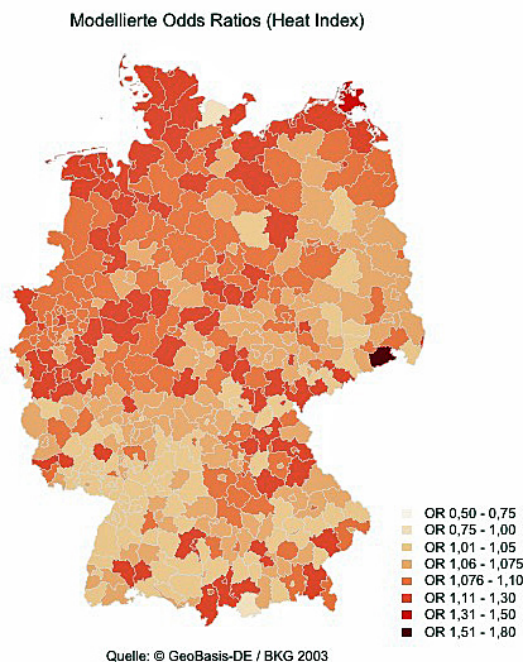 Modellierte Odds Ratios (Heat Index)
OR 0,50 - 0,75
OR 0,75 - 1,00
OR 1,01 - 1,05
OR 1,06 - 1,075
OR 1,076 - 1,10
OR 1,11 - 1,30
OR 1,31 - 1,50
OR 1,51 - 1,80
Quelle: © GeoBasis-DE / BKG 2003